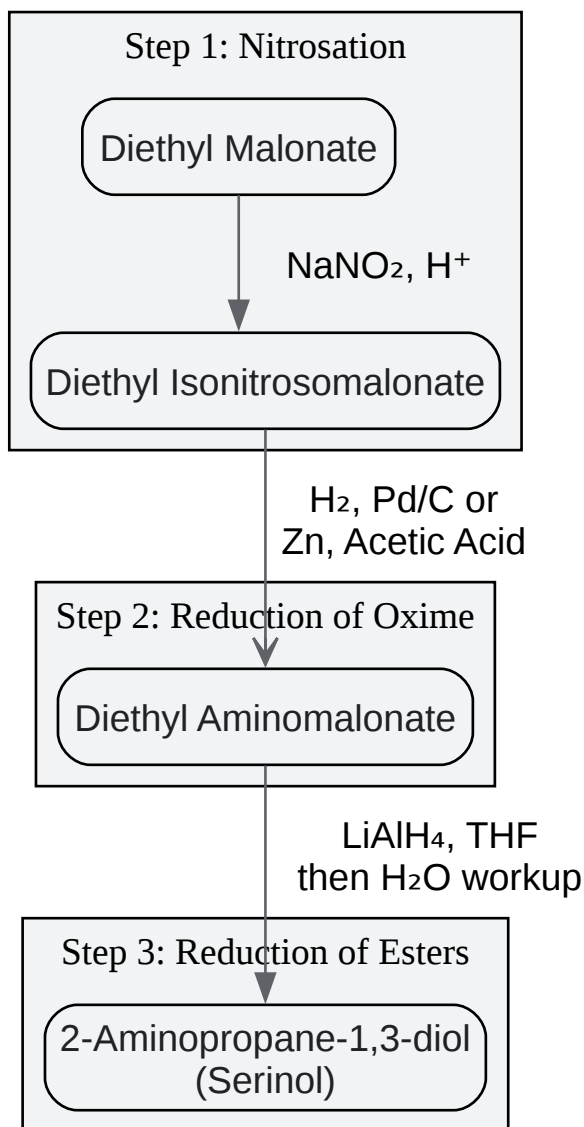 Step 1: Nitrosation
Diethyl Malonate
NaNO₂, H⁺
Diethyl Isonitrosomalonate
H₂, Pd/C or
Zn, Acetic Acid
Step 2: Reduction of Oxime
Diethyl Aminomalonate
LiAlH₄, THF
then H₂O workup
Step 3: Reduction of Esters
2-Aminopropane-1,3-diol
(Serinol)